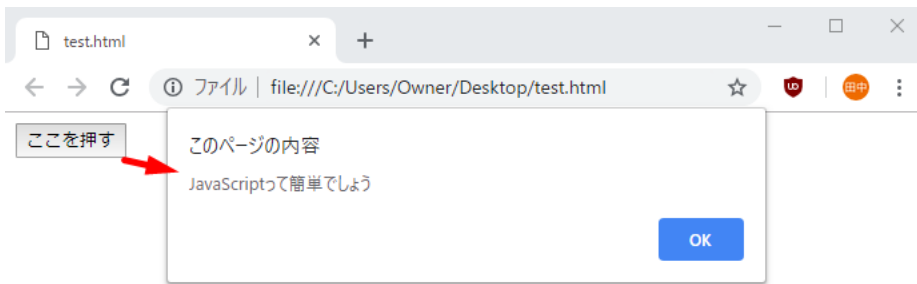 test.html
ファイル | file:///C:/Users/Owner/Desktop/test.html
田中
ここを押す
このページの内容
JavaScriptって簡単でしょう
OK